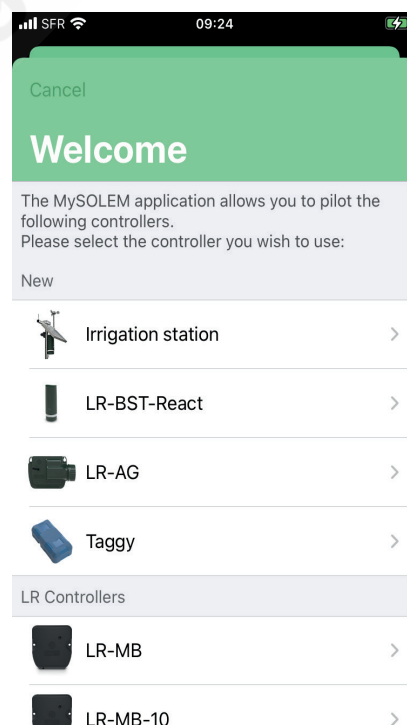 SFR 09:24
Cancel
Welcome
The MySOLEM application allows you to pilot the
following controllers.
Please select the controller you wish to use:
New
Irrigation station
LR-BST-React
LR-AG
Taggy
LR Controllers
LR-MB
LR-MB-10